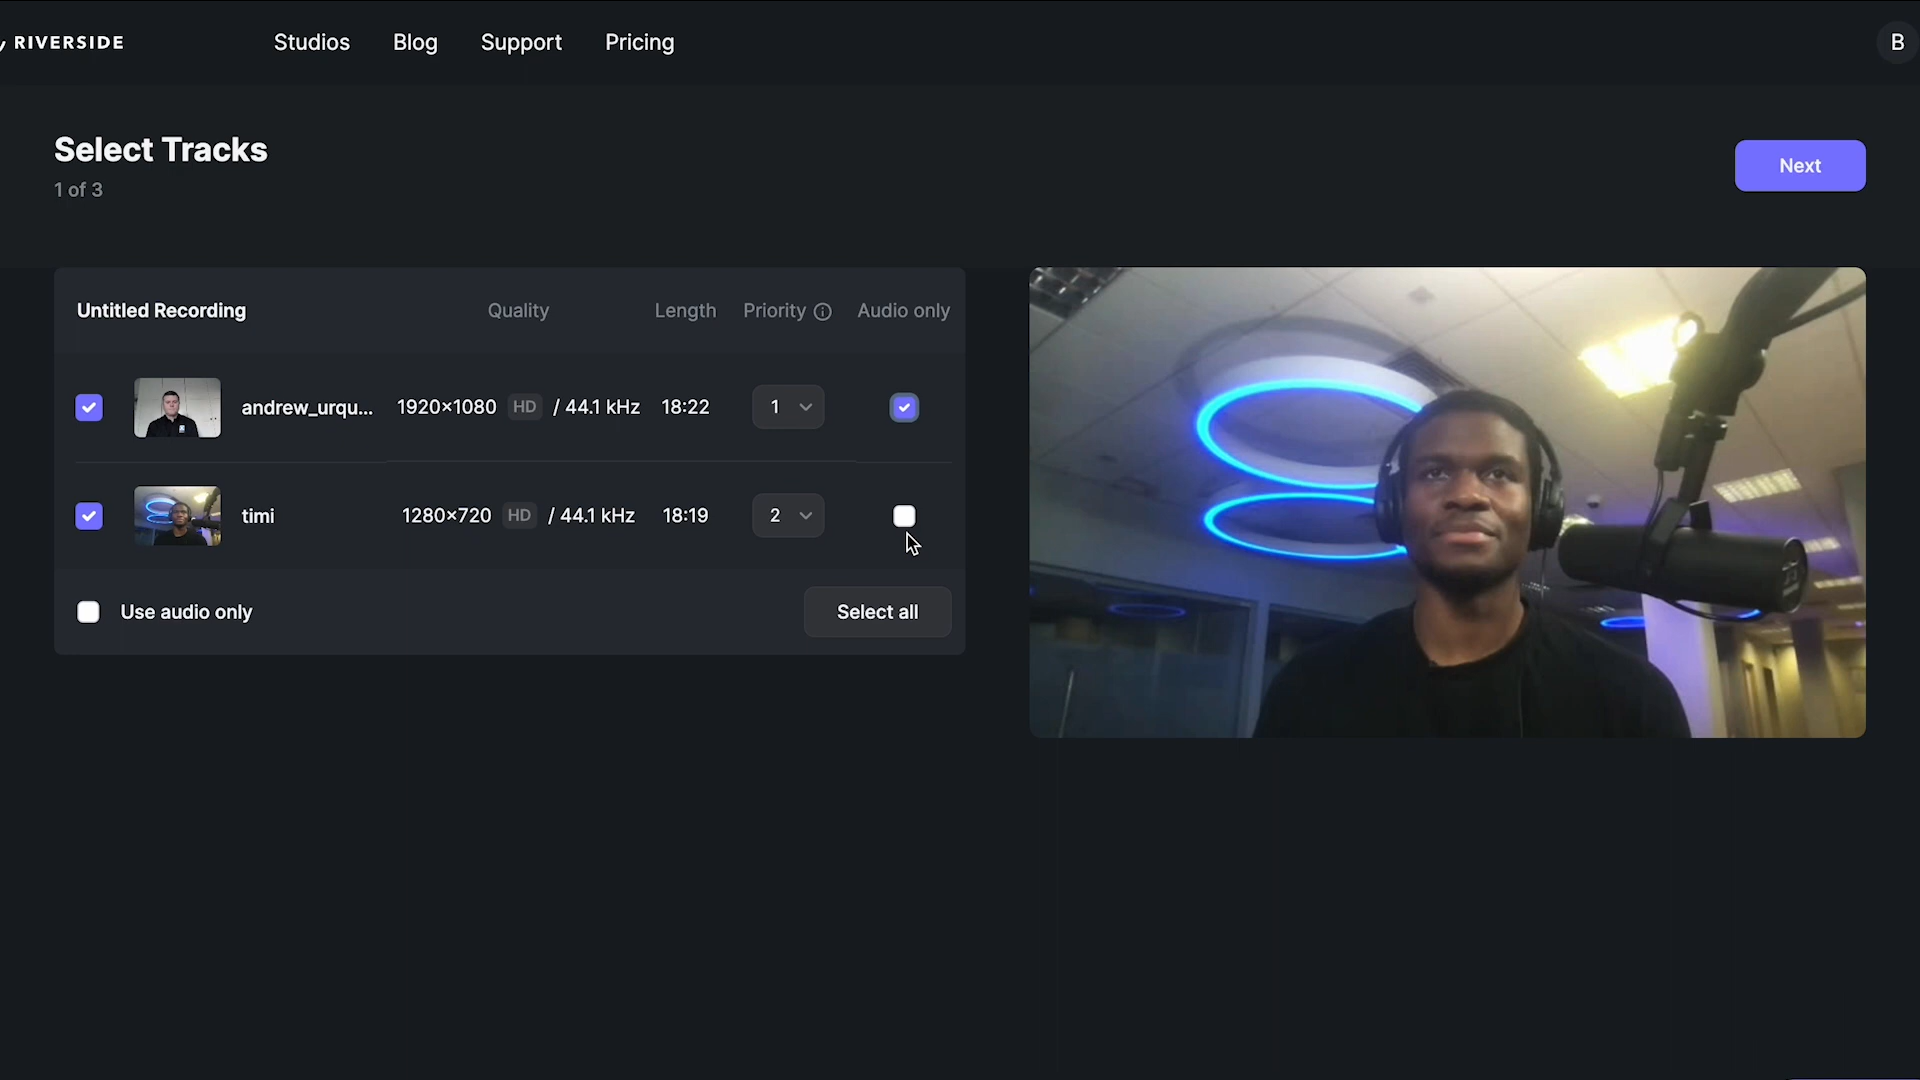 RIVERSIDE Studios Blog Support Pricing B
Select Tracks
1 of 3
Next
Untitled Recording Quality Length Priority Audio only
andrew_urqu... 1920×1080 HD / 44.1 kHz 18:22 1
timi 1280×720 HD / 44.1 kHz 18:19 2
Use audio only Select all